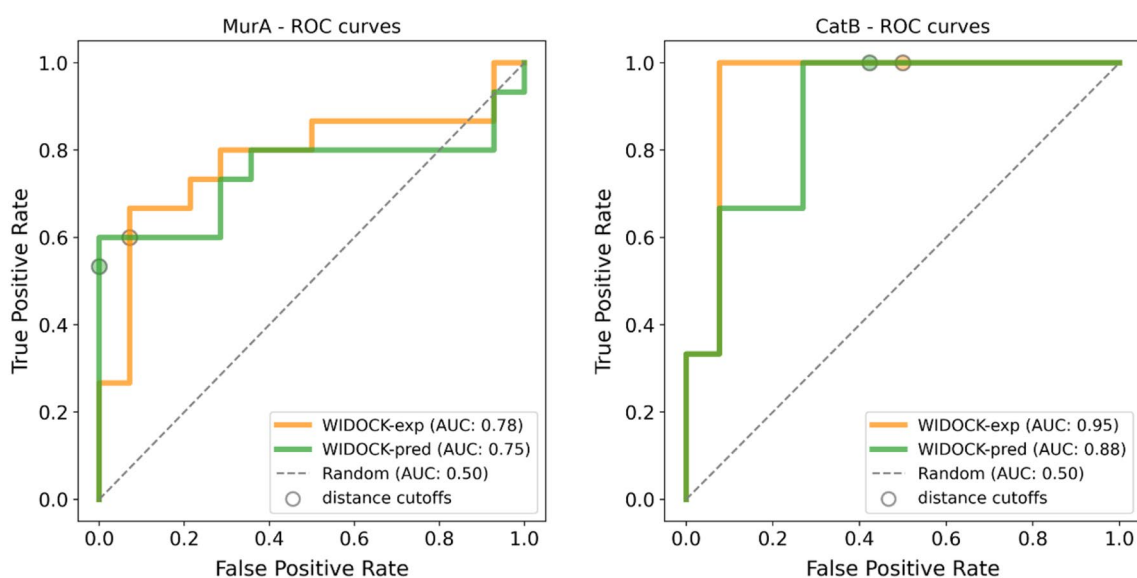 MurA - ROC curves
True Positive Rate
1.0
0.8
0.6
0.4
0.2
0.0
WIDOCK-exp (AUC: 0.78)
WIDOCK-pred (AUC: 0.75)
Random (AUC: 0.50)
distance cutoffs
0.0 0.2 0.4 0.6 0.8 1.0
False Positive Rate
CatB - ROC curves
True Positive Rate
1.0
0.8
0.6
0.4
0.2
0.0
WIDOCK-exp (AUC: 0.95)
WIDOCK-pred (AUC: 0.88)
Random (AUC: 0.50)
distance cutoffs
0.0 0.2 0.4 0.6 0.8 1.0
False Positive Rate